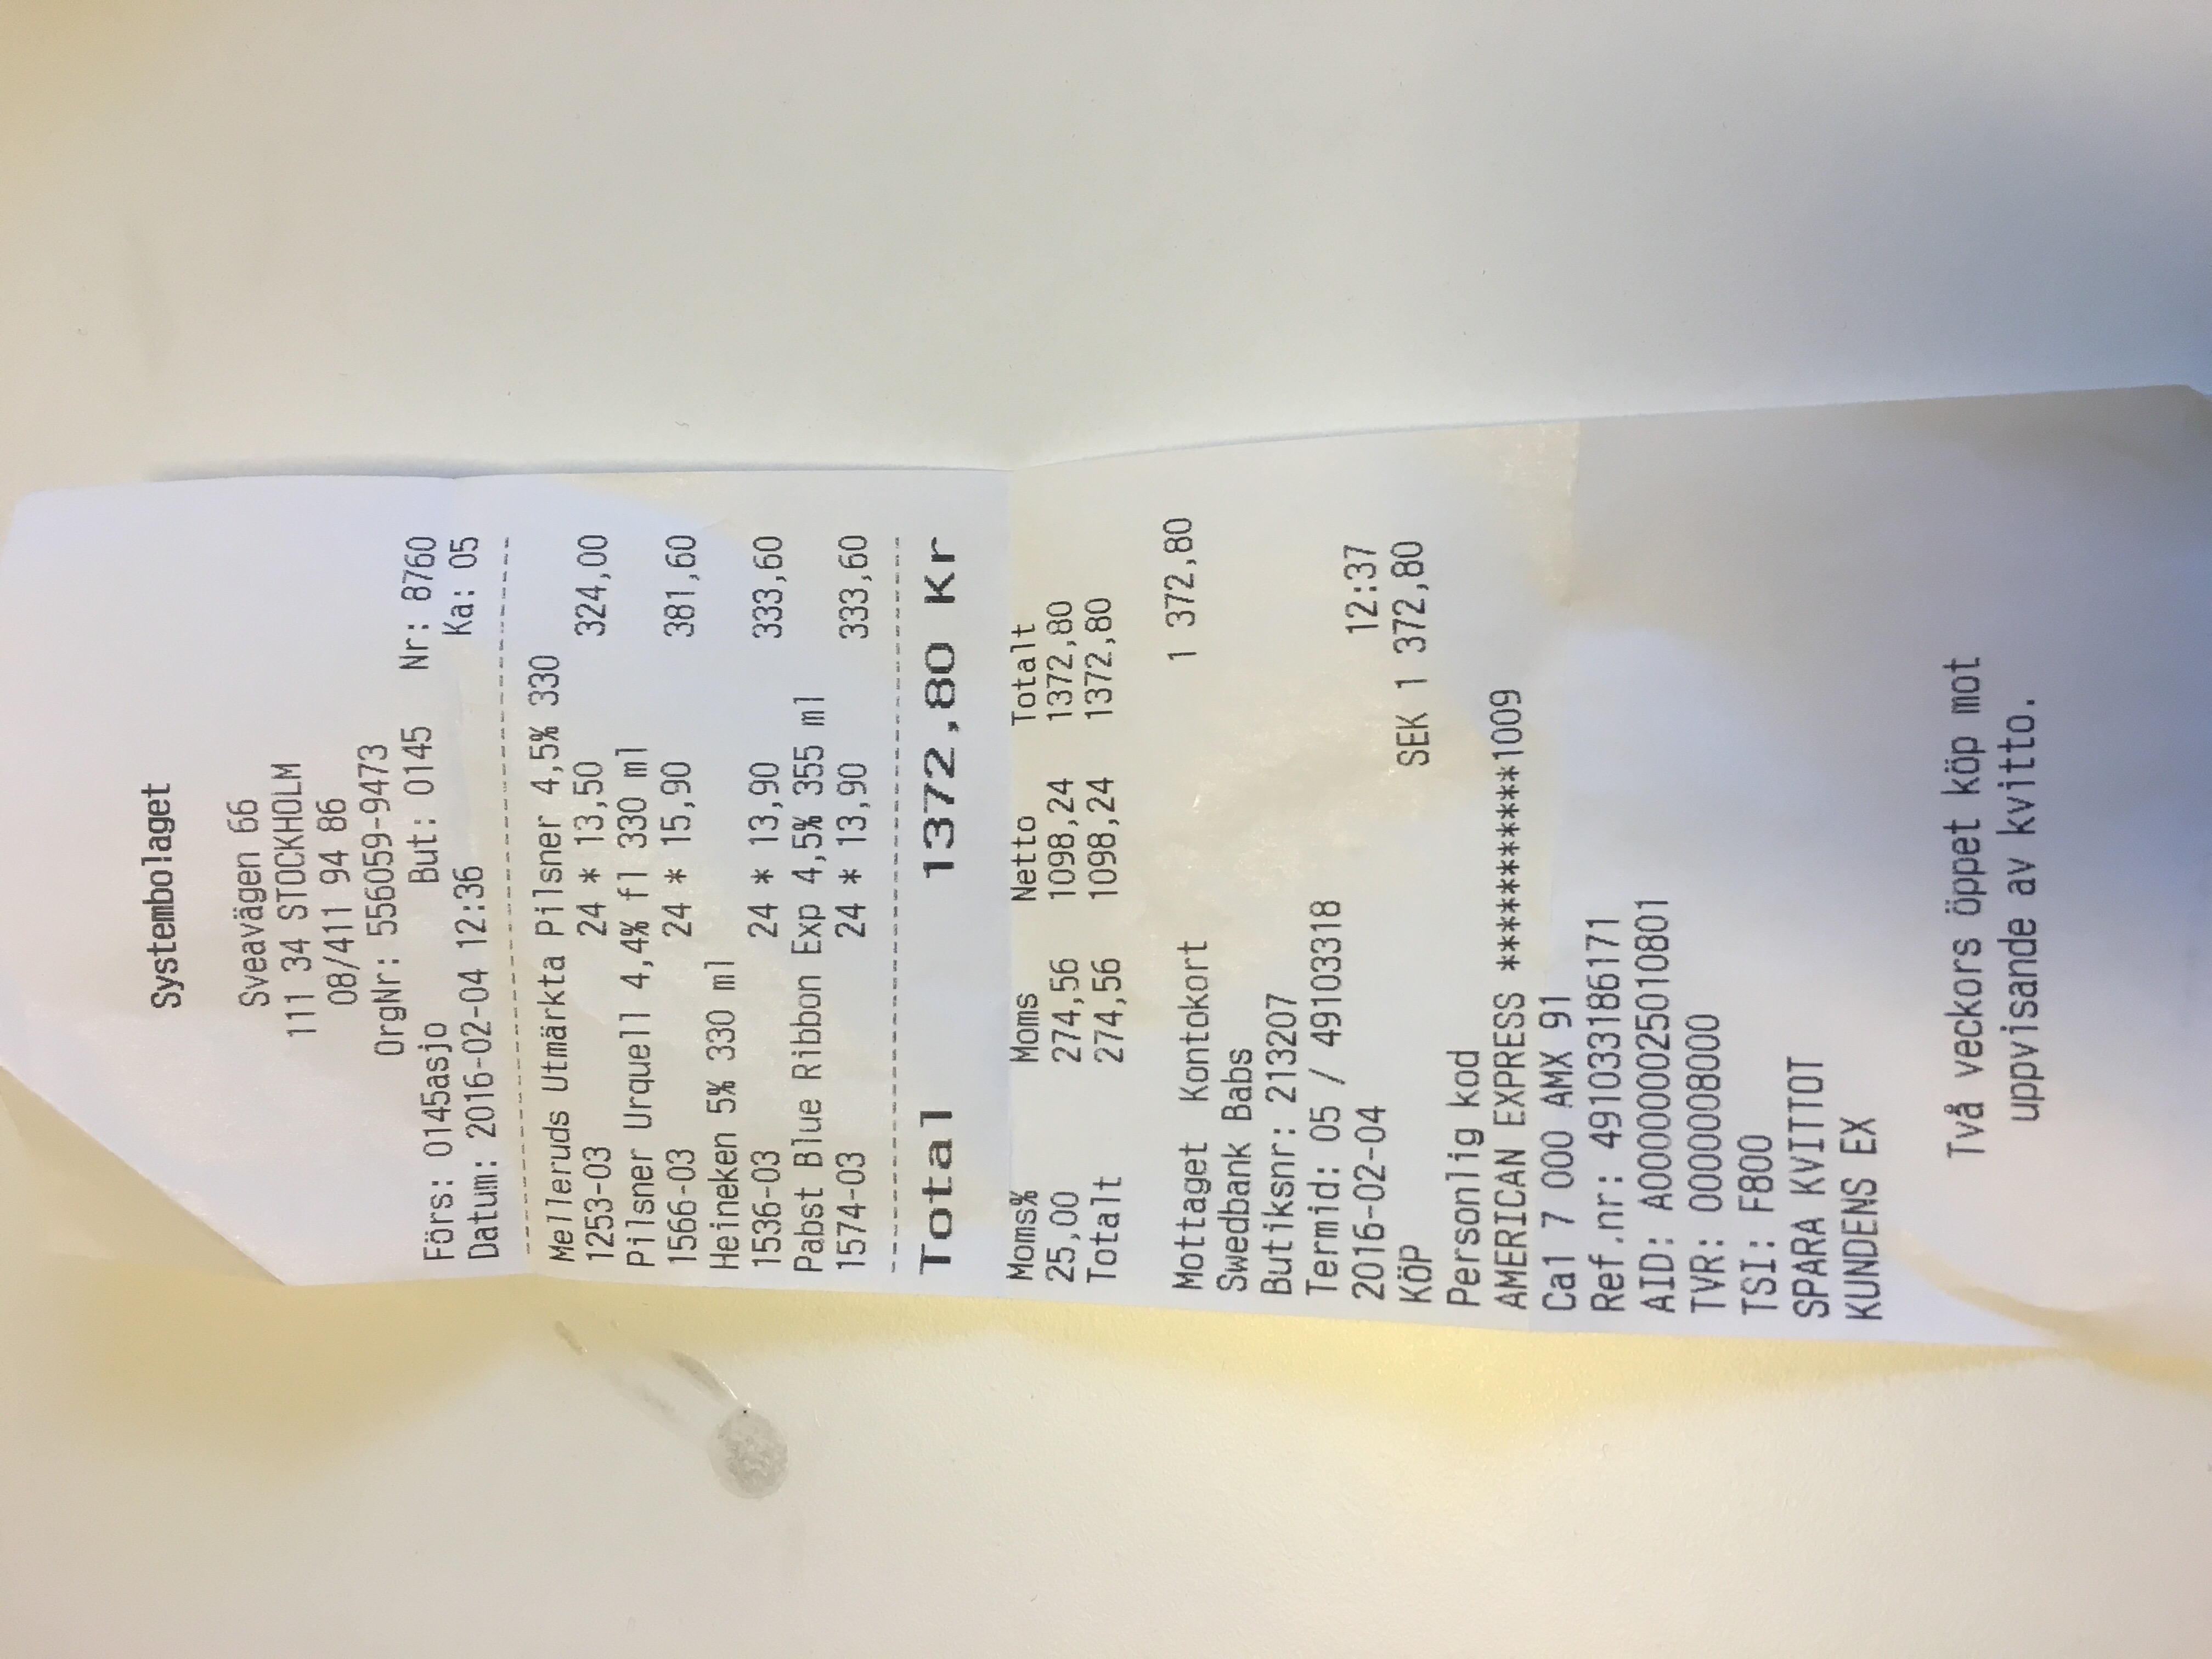 Systembolaget
Sveavägen 66
111 34 STOCKHOLM
08/411 94 86
OrgNr: 556059-9473
Förs: 0145asjo But: 0145 Nr: 8760
Datum: 2016-02-04 12:36 Ka: 05
Melleruds Utmärkta Pilsner 4,5% 330
1253-03 24 * 13,50 324,00
Pilsner Urquell 4,4% fl 330 ml
1566-03 24 * 15,90 381,60
Heineken 5% 330 ml
1536-03 24 * 13,90 333,60
Pabst Blue Ribbon Exp 4,5% 355 ml
1574-03 24 * 13,90 333,60
Total 1372,80 Kr
Moms% Moms Netto Totalt
25,00 274,56 1098,24 1372,80
Totalt 274,56 1098,24 1372,80
Mottaget Kontokort 1 372,80
Swedbank Babs
Butiksnr: 213207
Termid: 05 / 49103318
2016-02-04 12:37
KÖP SEK 1 372,80
Personlig kod
AMERICAN EXPRESS ***********1009
Ca1 7 000 AMX 91
Ref.nr: 491033186171
AID: A000000025010801
TVR: 0000008000
TSI: F800
SPARA KVITTOT
KUNDENS EX
Två veckors öppet köp mot
uppvisande av kvitto.